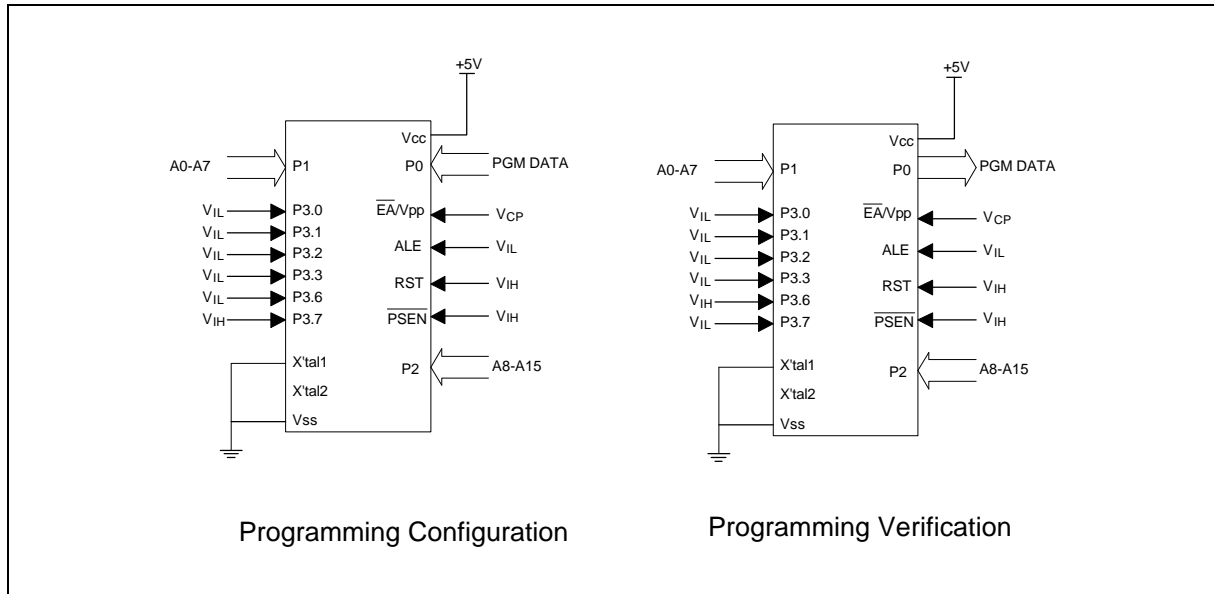 +5V
Vcc
A0-A7 P1 P0 PGM DATA
VIL P3.0 EA/Vpp VCP
VIL P3.1
VIL P3.2 ALE VIL
VIL P3.3 RST VIH
VIL P3.6
VIH P3.7 PSEN VIH
X'tal1 P2 A8-A15
X'tal2
Vss
Programming Configuration
+5V
Vcc
A0-A7 P1 P0 PGM DATA
VIL P3.0 EA/Vpp VCP
VIL P3.1
VIL P3.2 ALE VIL
VIL P3.3 RST VIH
VIH P3.6
VIL P3.7 PSEN VIH
X'tal1 P2 A8-A15
X'tal2
Vss
Programming Verification